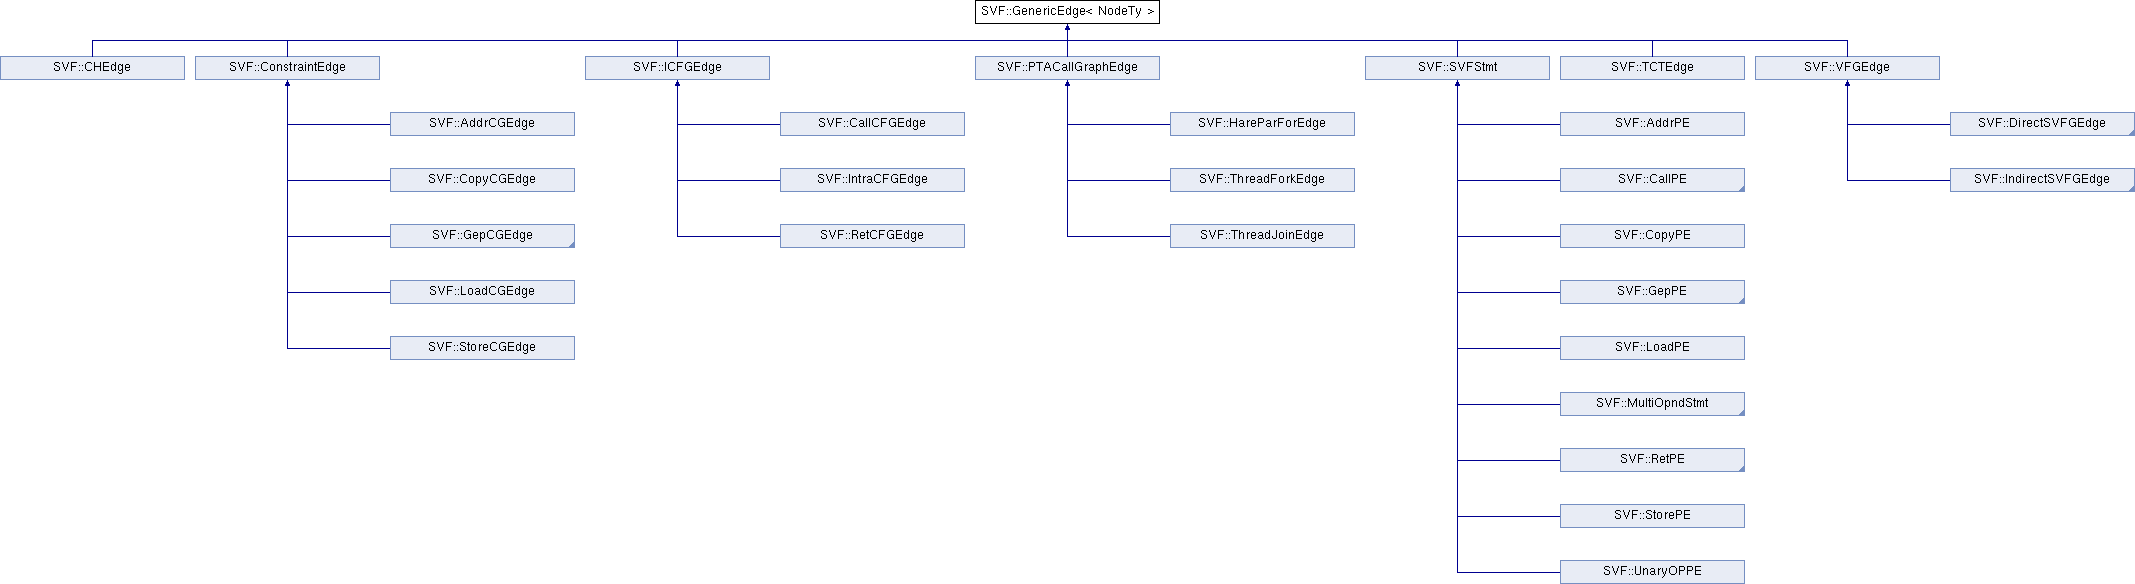 SVF::GenericEdge< NodeTy >
SVF::CHEdge
SVF::ConstraintEdge
SVF::ICFGEdge
SVF::PTACallGraphEdge
SVF::SVFStmt
SVF::TCTEdge
SVF::VFGEdge
SVF::AddrCGEdge
SVF::CallCFGEdge
SVF::HareParForEdge
SVF::AddrPE
SVF::DirectSVFGEdge
SVF::CopyCGEdge
SVF::IntraCFGEdge
SVF::ThreadForkEdge
SVF::CallPE
SVF::IndirectSVFGEdge
SVF::GepCGEdge
SVF::RetCFGEdge
SVF::ThreadJoinEdge
SVF::CopyPE
SVF::LoadCGEdge
SVF::GepPE
SVF::StoreCGEdge
SVF::LoadPE
SVF::MultiOpndStmt
SVF::RetPE
SVF::StorePE
SVF::UnaryOPPE